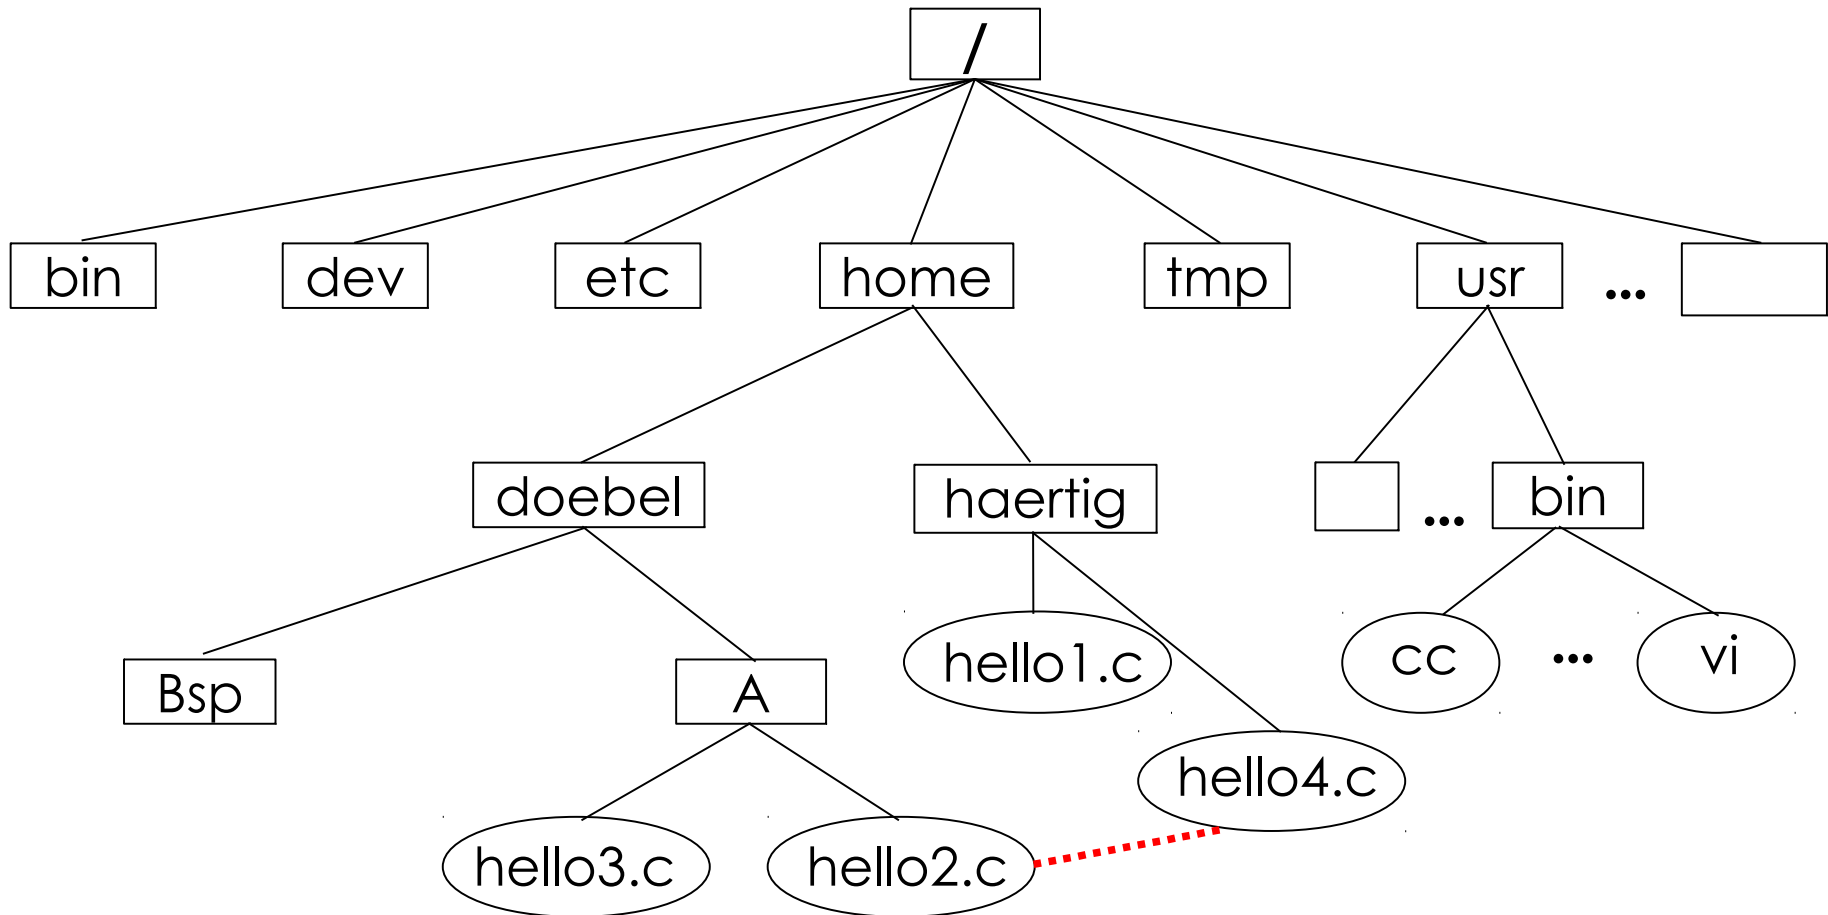 /
bin dev etc home tmp usr ...
doebel haertig ... bin
Bsp A hello1.c cc ... vi
hello4.c
hello3.c hello2.c